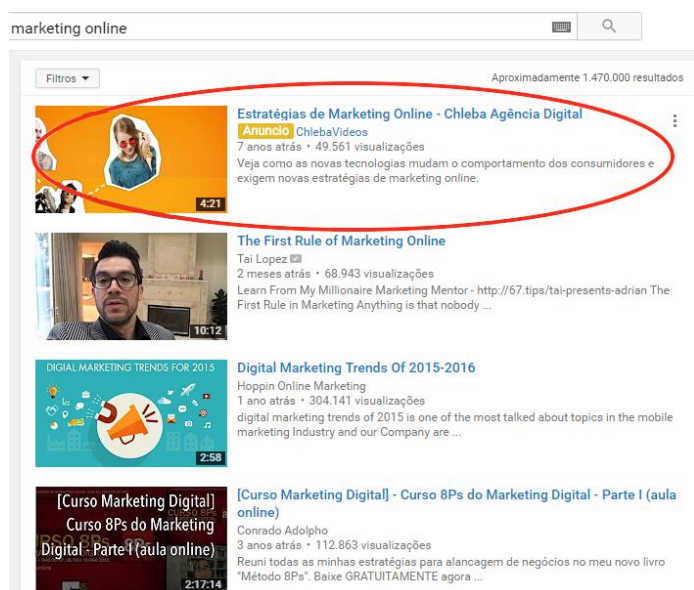 marketing online
Filtros
Aproximadamente 1.470.000 resultados
Estratégias de Marketing Online - Chleba Agência Digital
Anuncio ChlebaVideos
7 anos atrás • 49.561 visualizações
Veja como as novas tecnologias mudam o comportamento dos consumidores e
exigem novas estratégias de marketing online.
4:21
The First Rule of Marketing Online
Tai Lopez
2 meses atrás • 68.943 visualizações
Learn From My Millionaire Marketing Mentor - http://67.tips/tai-presents-adrian The
First Rule in Marketing Anything is that nobody ...
10:12
DIGIAL MARKETING TRENDS FOR 2015
2:58
Digital Marketing Trends Of 2015-2016
Hoppin Online Marketing
1 ano atrás • 304.141 visualizações
digital marketing trends of 2015 is one of the most talked about topics in the mobile
marketing Industry and our Company are ...
[Curso Marketing Digital]
Curso 8Ps do Marketing
Digital - Parte I (aula online)
2:17:14
[Curso Marketing Digital] - Curso 8Ps do Marketing Digital - Parte I (aula
online)
Conrado Adolpho
3 anos atrás • 112.863 visualizações
Reuni todas as minhas estratégias para alancagem de negócios no meu novo livro
"Método 8Ps". Baixe GRATUITAMENTE agora ...